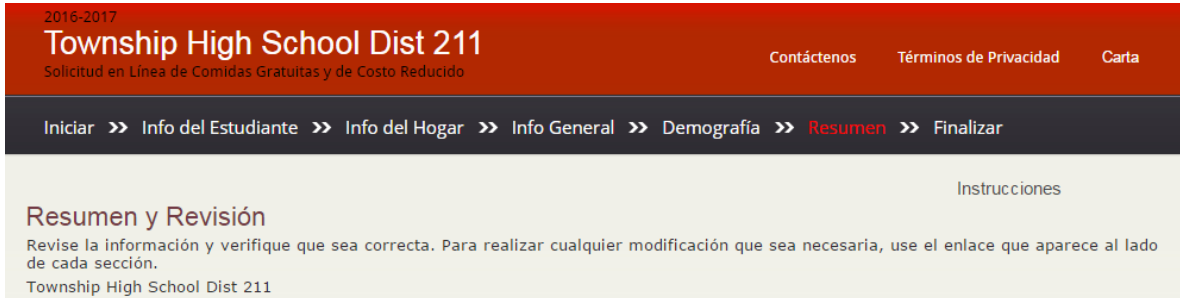 2016-2017
Township High School Dist 211
Solicitud en Línea de Comidas Gratuitas y de Costo Reducido
Contáctenos Términos de Privacidad Carta
Iniciar >> Info del Estudiante >> Info del Hogar >> Info General >> Demografía >> Resumen >> Finalizar
Instrucciones
Resumen y Revisión
Revise la información y verifique que sea correcta. Para realizar cualquier modificación que sea necesaria, use el enlace que aparece al lado
de cada sección.
Township High School Dist 211